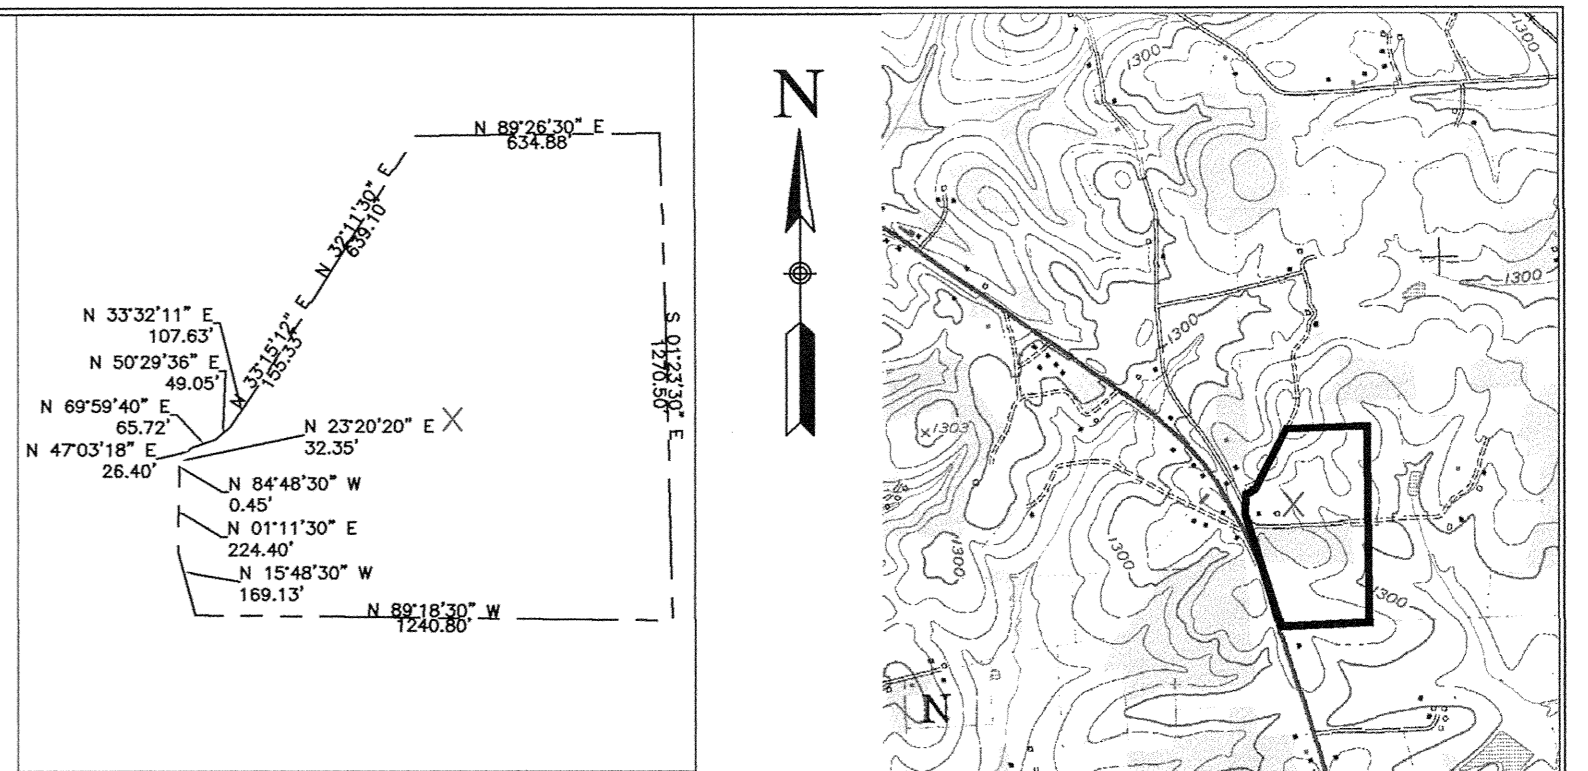 N 89°26'30" E
634.88'
N 32°11'30" E
639.10'
N 33°15'12" E
155.33'
N 33°32'11" E
107.63'
N 50°29'36" E
49.05'
N 69°59'40" E
65.72'
N 47°03'18" E
26.40'
N 23°20'20" E
32.35'
X
N 84°48'30" W
0.45'
N 01°11'30" E
224.40'
N 15°48'30" W
169.13'
N 89°18'30" W
1240.80'
S 01°23'30" E
1270.50'
N
1300
1300
1300
1300
×1303
X
1300
1300
1300
N